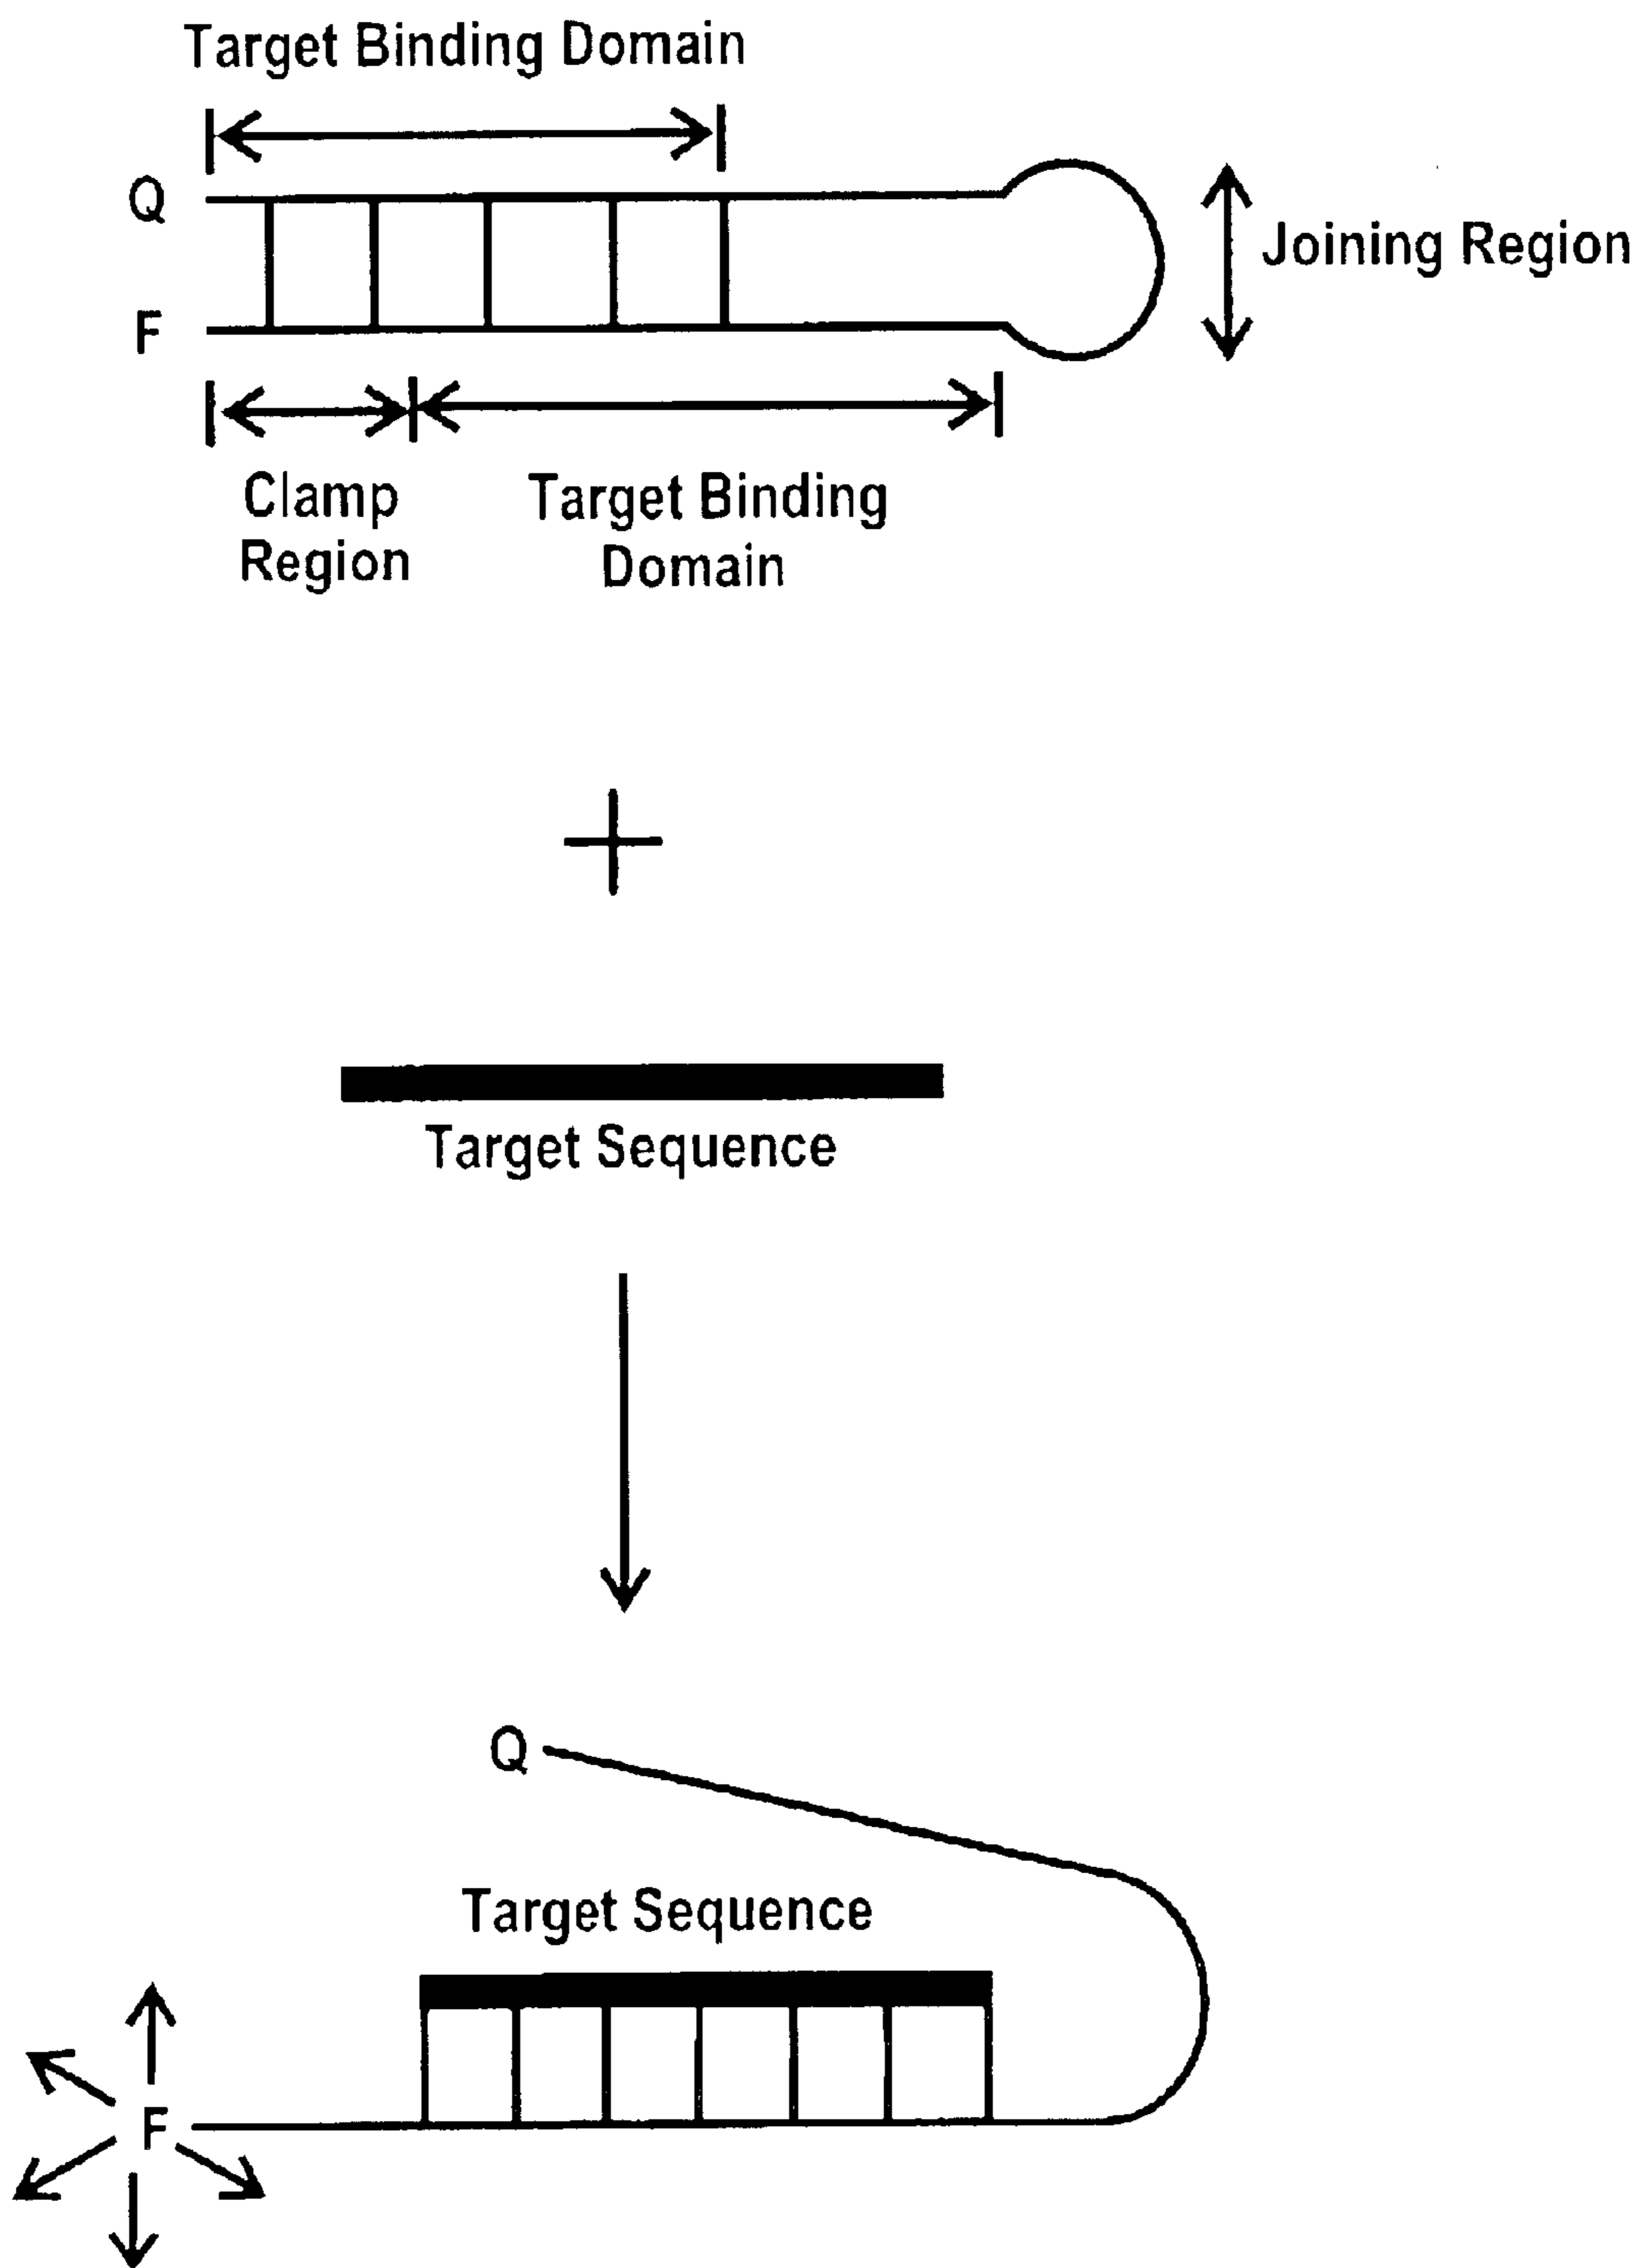 Target Binding Domain
Q
Joining Region
F
Clamp
Region
Target Binding
Domain
+
Target Sequence
Q
Target Sequence
F